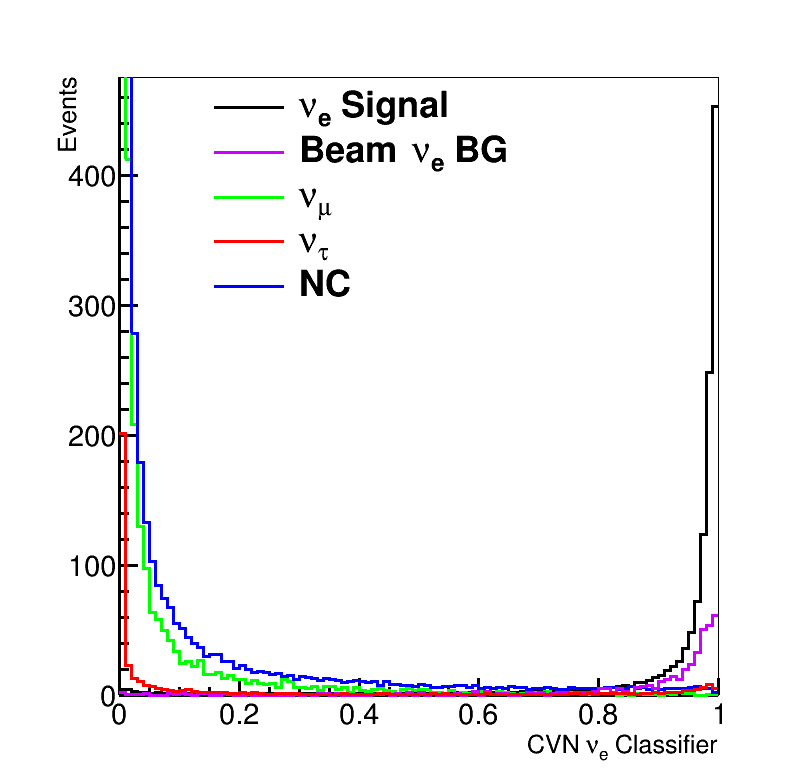 Events
νe Signal
Beam νe BG
νμ
ντ
NC
400
300
200
100
0
0 0.2 0.4 0.6 0.8 1
CVN νe Classifier